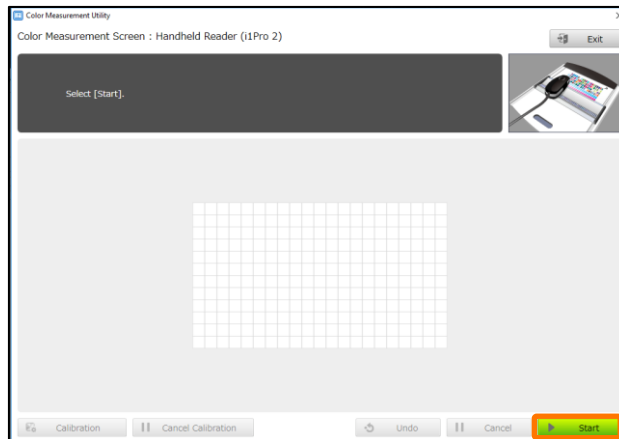 Color Measurement Utility
Color Measurement Screen : Handheld Reader (i1Pro 2)
Exit
Select [Start].
Calibration
Cancel Calibration
Undo
Cancel
Start